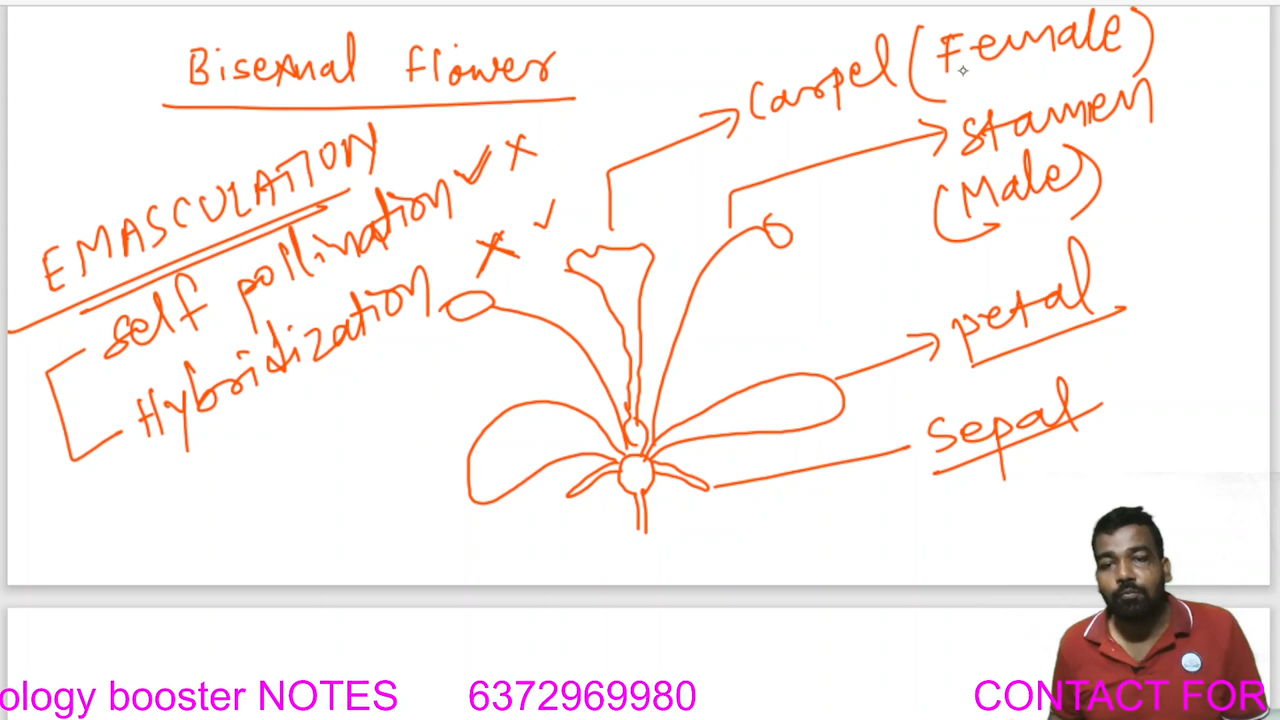 Bisexual flower
EMASCULATION
self pollination ✓ ×
Hybridization × ✓
Carpel (Female)
stamen
(Male)
petal
sepal
ology booster NOTES 6372969980 CONTACT FOR